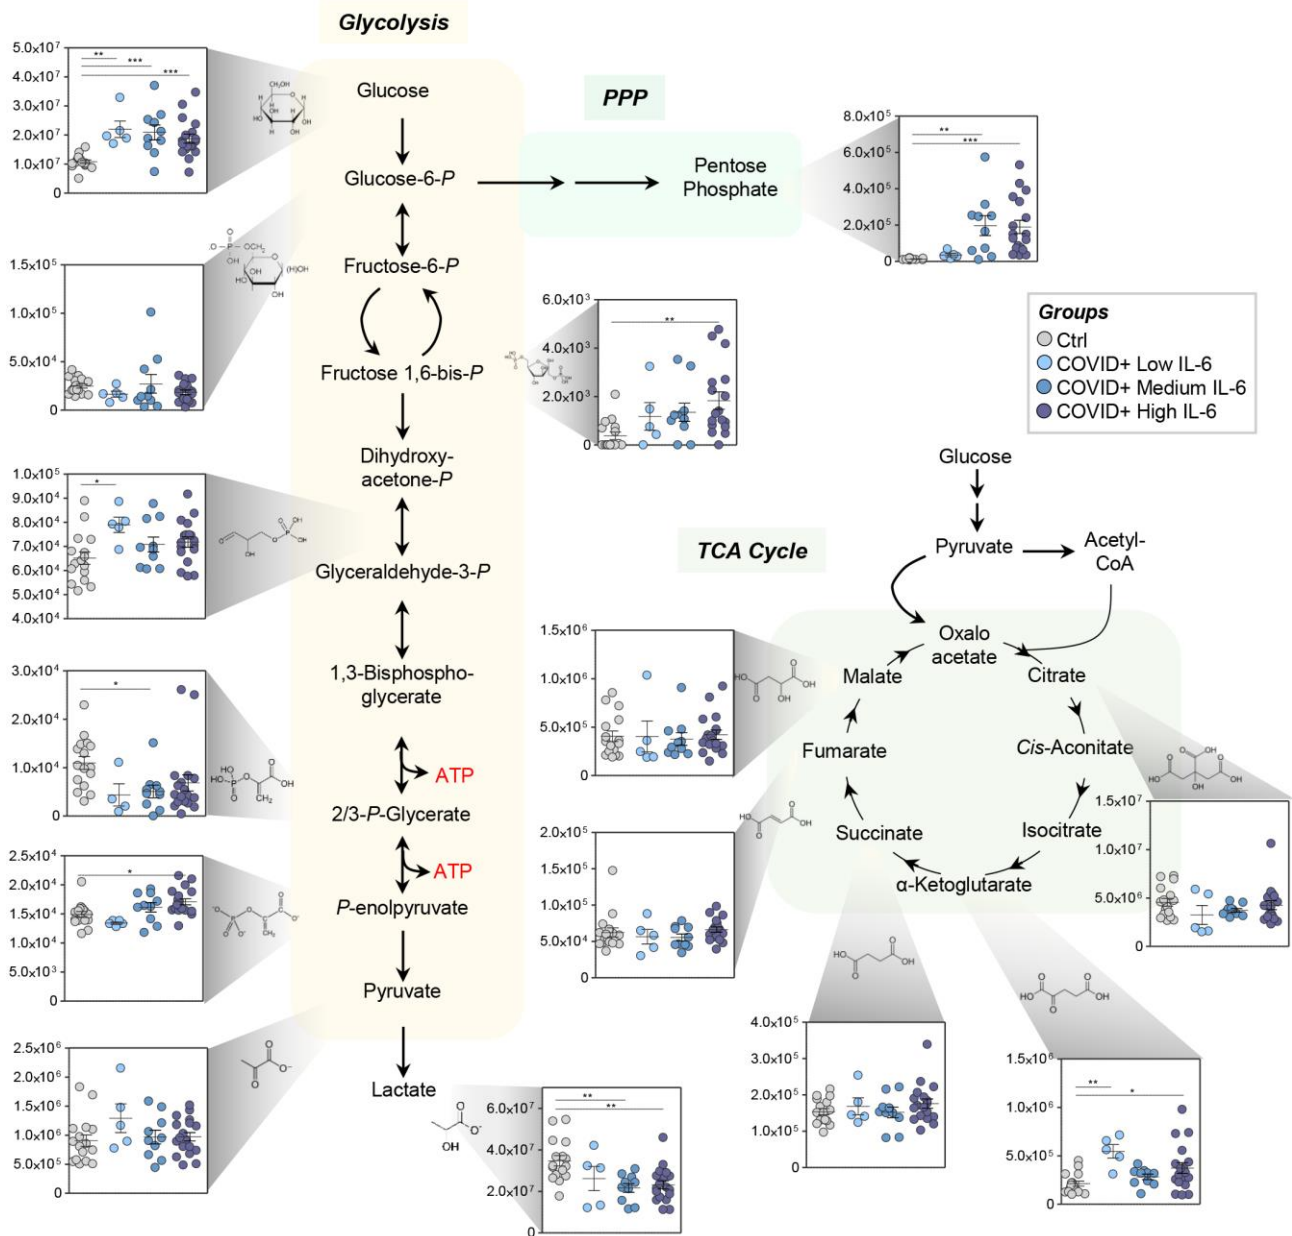 Glycolysis
5.0x10⁷
4.0x10⁷
3.0x10⁷
2.0x10⁷
1.0x10⁷
0
**
***
***
Glucose
PPP
Glucose-6-P
Pentose
Phosphate
8.0x10⁵
6.0x10⁵
4.0x10⁵
2.0x10⁵
0
**
***
1.5x10⁵
1.0x10⁵
5.0x10⁴
0
Fructose-6-P
Fructose 1,6-bis-P
6.0x10³
4.0x10³
2.0x10³
0
**
Groups
Ctrl
COVID+ Low IL-6
COVID+ Medium IL-6
COVID+ High IL-6
1.0x10⁵
9.0x10⁴
8.0x10⁴
7.0x10⁴
6.0x10⁴
5.0x10⁴
4.0x10⁴
*
Dihydroxy-
acetone-P
Glyceraldehyde-3-P
1,3-Bisphospho-
glycerate
ATP
2/3-P-Glycerate
ATP
P-enolpyruvate
Pyruvate
Lactate
3.0x10⁴
2.0x10⁴
1.0x10⁴
0
*
2.5x10⁴
2.0x10⁴
1.5x10⁴
1.0x10⁴
5.0x10³
0
*
2.5x10⁶
2.0x10⁶
1.5x10⁶
1.0x10⁶
5.0x10⁵
0
6.0x10⁷
4.0x10⁷
2.0x10⁷
0
**
**
TCA Cycle
Glucose
Pyruvate
Acetyl-
CoA
Oxalo
acetate
Citrate
Cis-Aconitate
Isocitrate
α-Ketoglutarate
Succinate
Fumarate
Malate
1.5x10⁶
1.0x10⁶
5.0x10⁵
0
2.0x10⁵
1.5x10⁵
1.0x10⁵
5.0x10⁴
0
1.5x10⁷
1.0x10⁷
5.0x10⁶
0
4.0x10⁵
3.0x10⁵
2.0x10⁵
1.0x10⁵
0
1.5x10⁶
1.0x10⁶
5.0x10⁵
0
**
*